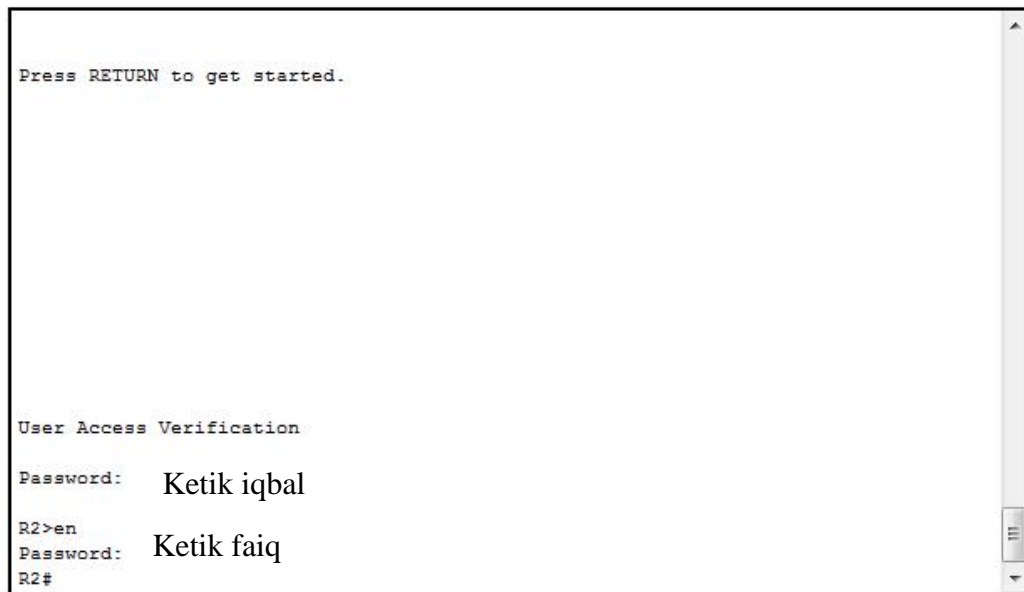 Press RETURN to get started.
User Access Verification
Password: Ketik iqbal
R2>en
Password: Ketik faiq
R2#